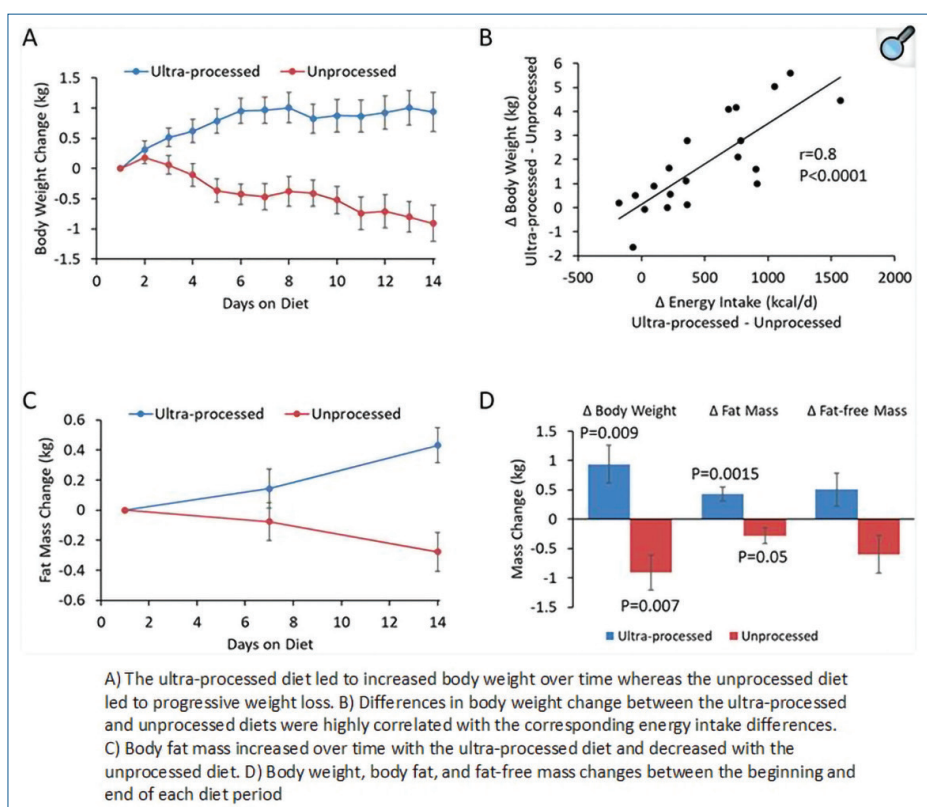 A
Ultra-processed Unprocessed
Body Weight Change (kg)
1.5
1
0.5
0
-0.5
-1
-1.5
0 2 4 6 8 10 12 14
Days on Diet
B
Δ Body Weight (kg)
Ultra-processed - Unprocessed
6
5
4
3
2
1
0
-1
-2
r=0.8
P<0.0001
-500 0 500 1000 1500 2000
Δ Energy Intake (kcal/d)
Ultra-processed - Unprocessed
C
Ultra-processed Unprocessed
Fat Mass Change (kg)
0.6
0.4
0.2
0
-0.2
-0.4
-0.6
0 2 4 6 8 10 12 14
Days on Diet
D
Δ Body Weight Δ Fat Mass Δ Fat-free Mass
Mass Change (kg)
1.5
1
0.5
0
-0.5
-1
-1.5
P=0.009
P=0.0015
P=0.05
P=0.007
Ultra-processed Unprocessed
A) The ultra-processed diet led to increased body weight over time whereas the unprocessed diet
led to progressive weight loss. B) Differences in body weight change between the ultra-processed
and unprocessed diets were highly correlated with the corresponding energy intake differences.
C) Body fat mass increased over time with the ultra-processed diet and decreased with the
unprocessed diet. D) Body weight, body fat, and fat-free mass changes between the beginning and
end of each diet period